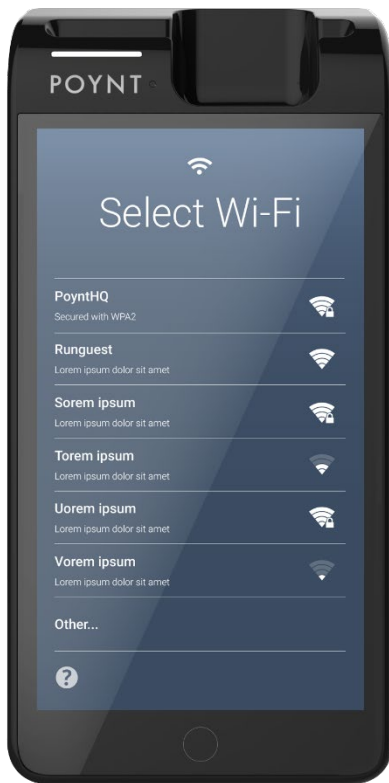 POYNT
Select Wi-Fi
PoyntHQ
Secured with WPA2
Runguest
Lorem ipsum dolor sit amet
Sorem ipsum
Lorem ipsum dolor sit amet
Torem ipsum
Lorem ipsum dolor sit amet
Uorem ipsum
Lorem ipsum dolor sit amet
Vorem ipsum
Lorem ipsum dolor sit amet
Other...
?